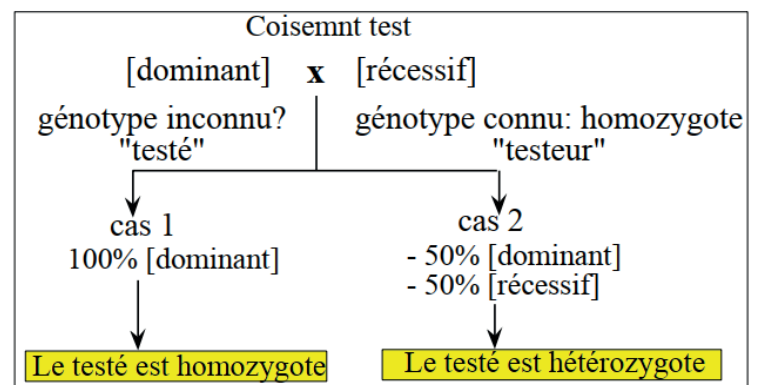 Coisemnt test
[dominant] x [récessif]
génotype inconnu? génotype connu: homozygote
"testé" "testeur"
cas 1 cas 2
100% [dominant] - 50% [dominant]
- 50% [récessif]
Le testé est homozygote Le testé est hétérozygote